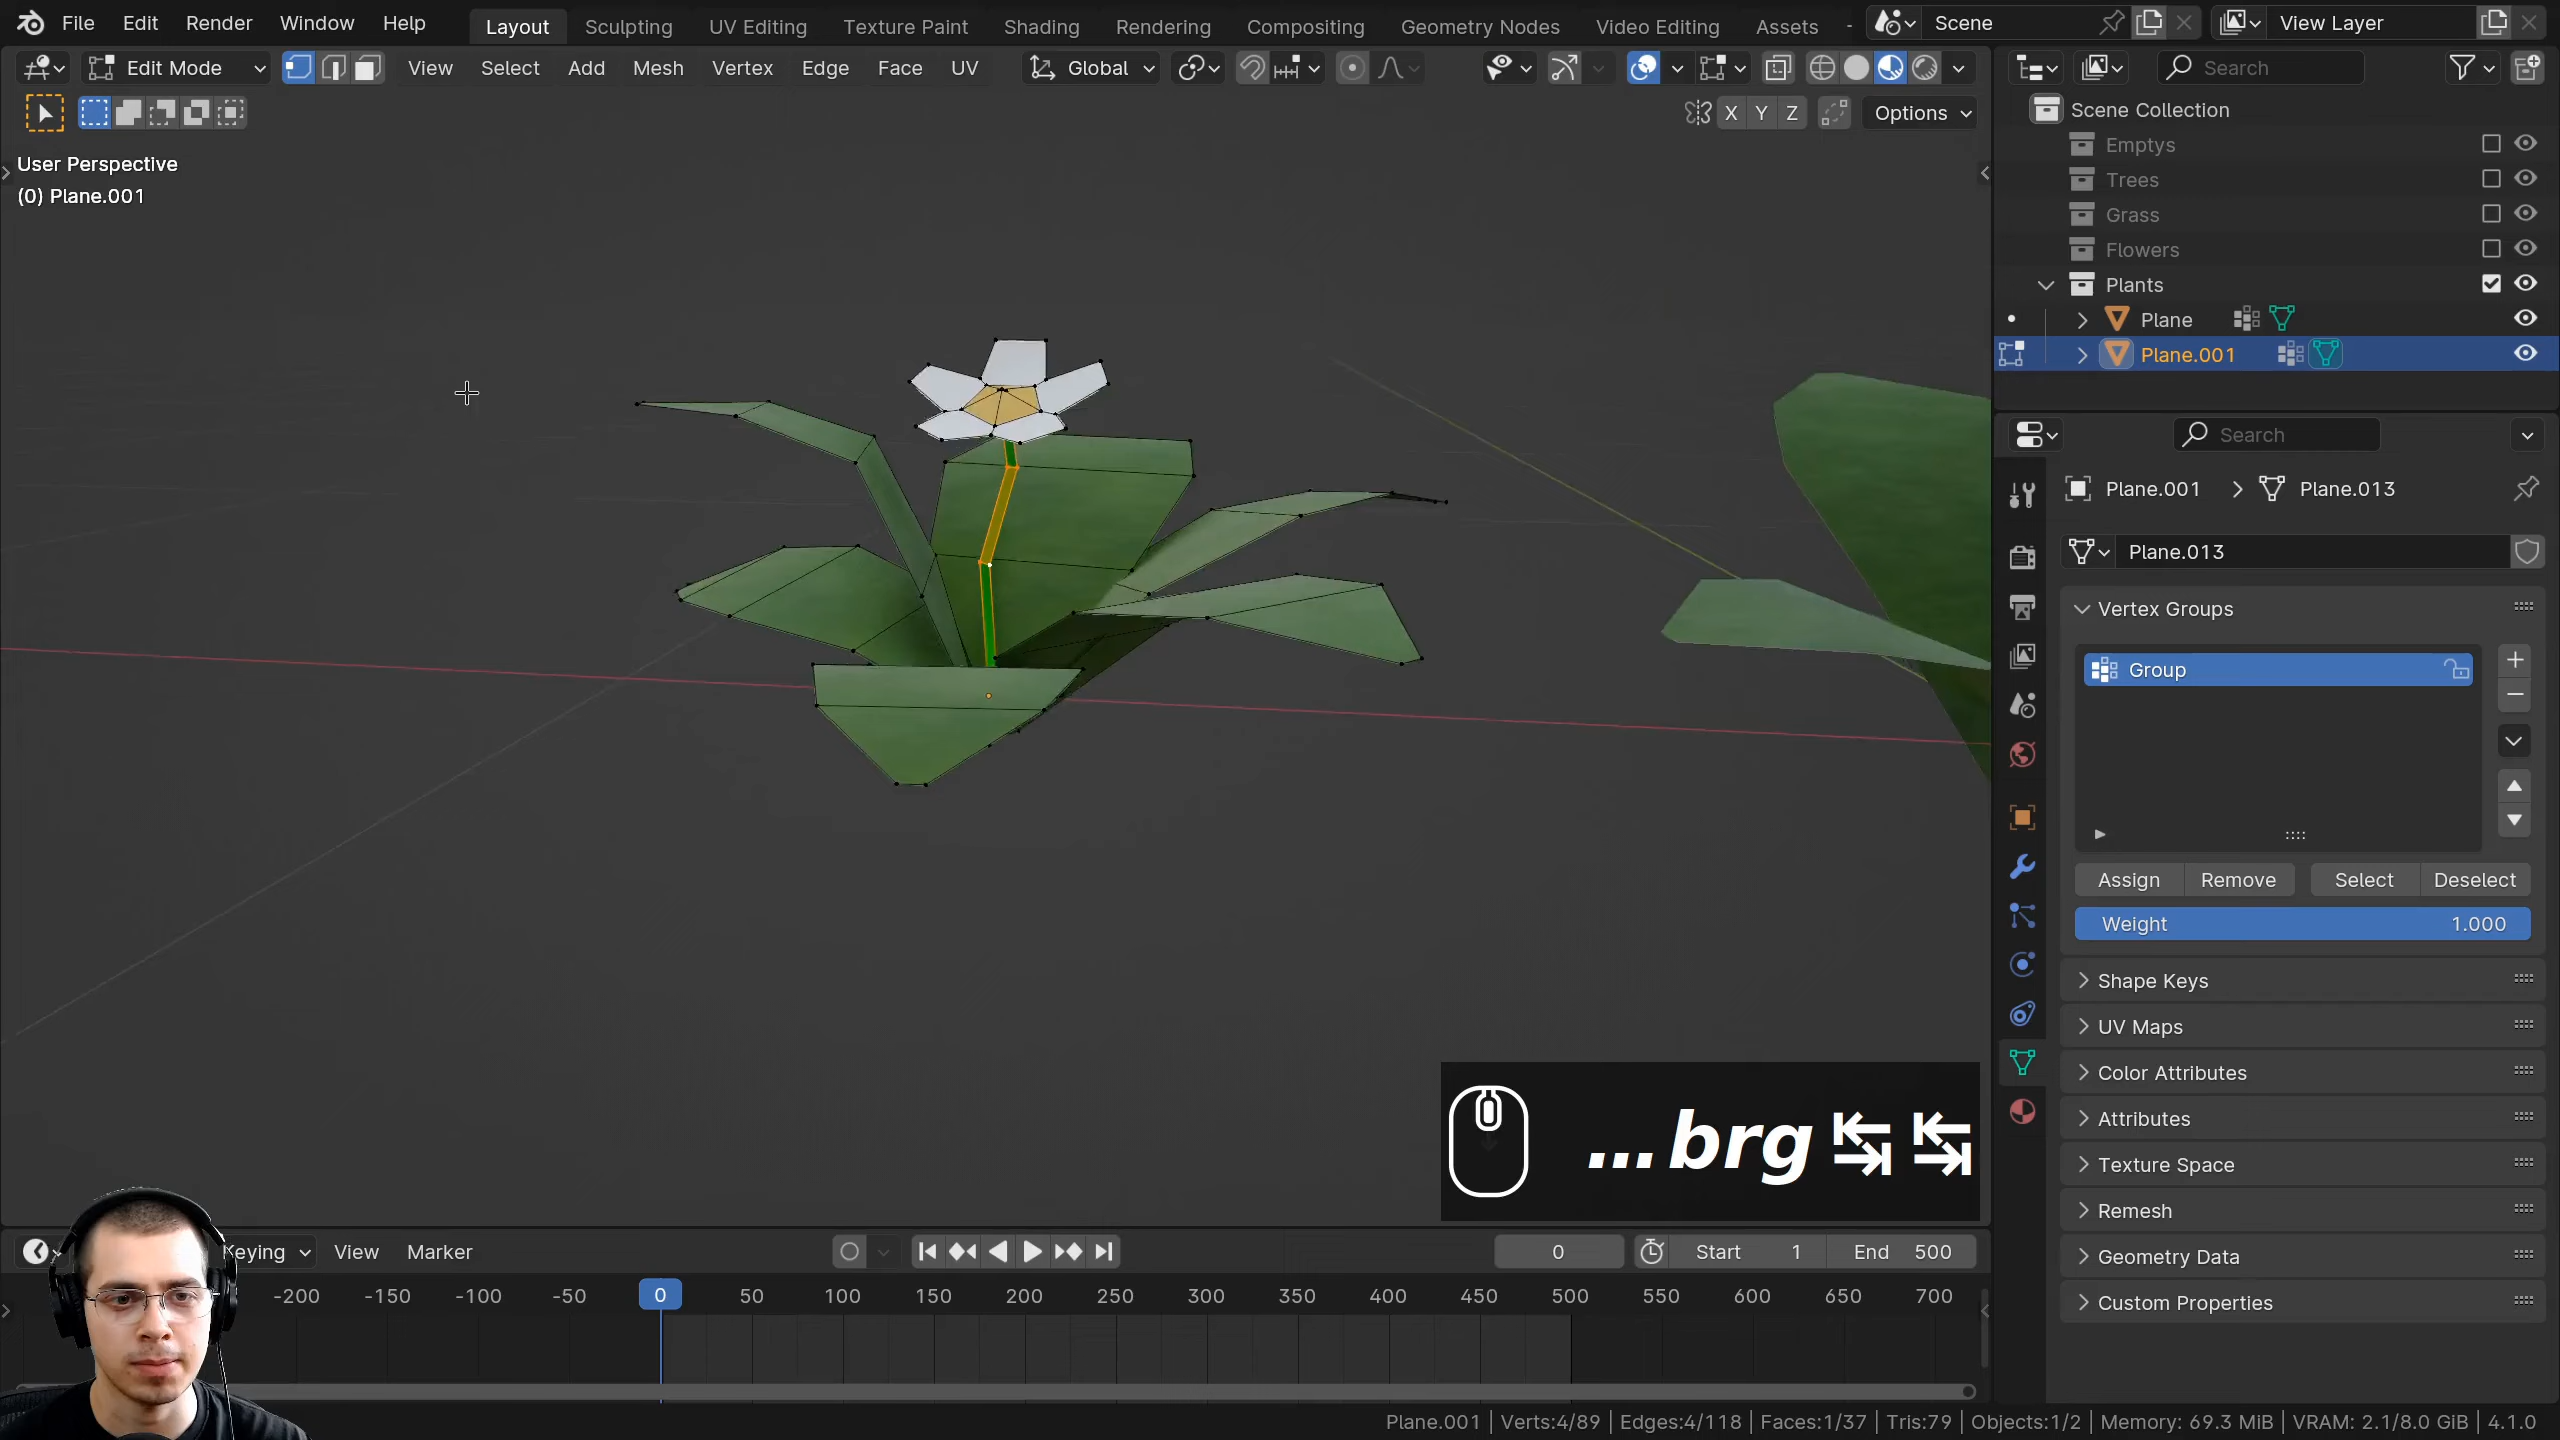 File Edit Render Window Help Layout Sculpting UV Editing Texture Paint Shading Rendering Compositing Geometry Nodes Video Editing Assets Scene View Layer
Edit Mode View Select Add Mesh Vertex Edge Face UV Global Search
X Y Z Options
User Perspective
(0) Plane.001
Scene Collection
Emptys
Trees
Grass
Flowers
Plants
Plane
Plane.001
Search
Plane.001 > Plane.013
Plane.013
Vertex Groups
Group
Assign Remove Select Deselect
Weight 1.000
Shape Keys
UV Maps
Color Attributes
Attributes
Texture Space
Remesh
Geometry Data
Custom Properties
...brg
Keying View Marker 0 Start 1 End 500
-200 -150 -100 -50 0 50 100 150 200 250 300 350 400 450 500 550 600 650 700
Plane.001 | Verts:4/89 | Edges:4/118 | Faces:1/37 | Tris:79 | Objects:1/2 | Memory: 69.3 MiB | VRAM: 2.1/8.0 GiB | 4.1.0